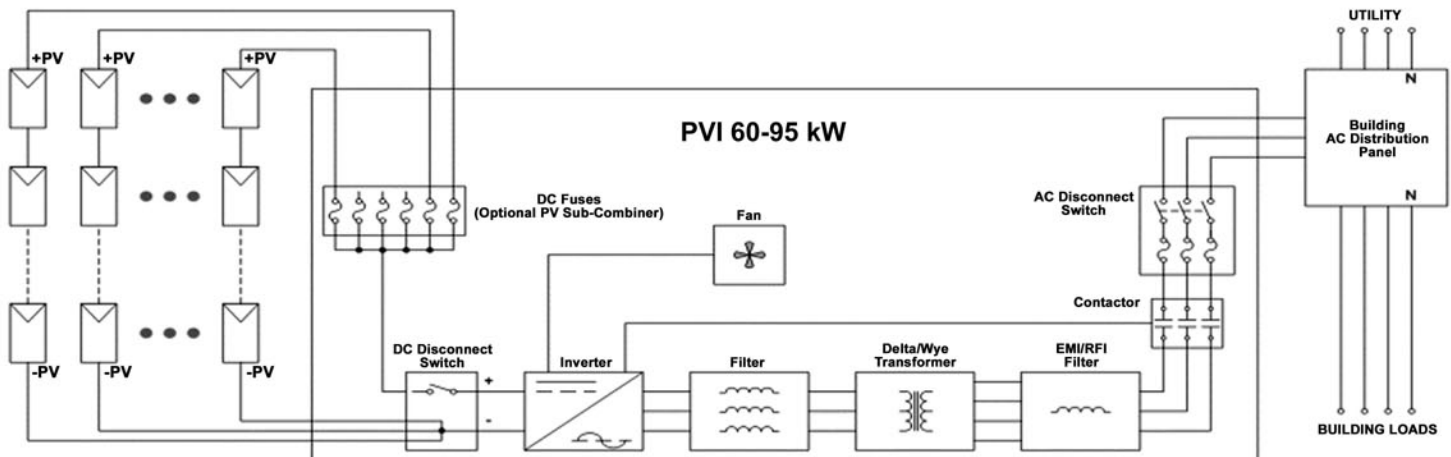 UTILITY
+PV
+PV
+PV
N
PVI 60-95 kW
Building
AC Distribution
Panel
DC Fuses
(Optional PV Sub-Combiner)
AC Disconnect
Switch
N
Fan
Contactor
-PV
-PV
-PV
DC Disconnect
Switch
+
-
Inverter
Filter
Delta/Wye
Transformer
EMI/RFI
Filter
BUILDING LOADS